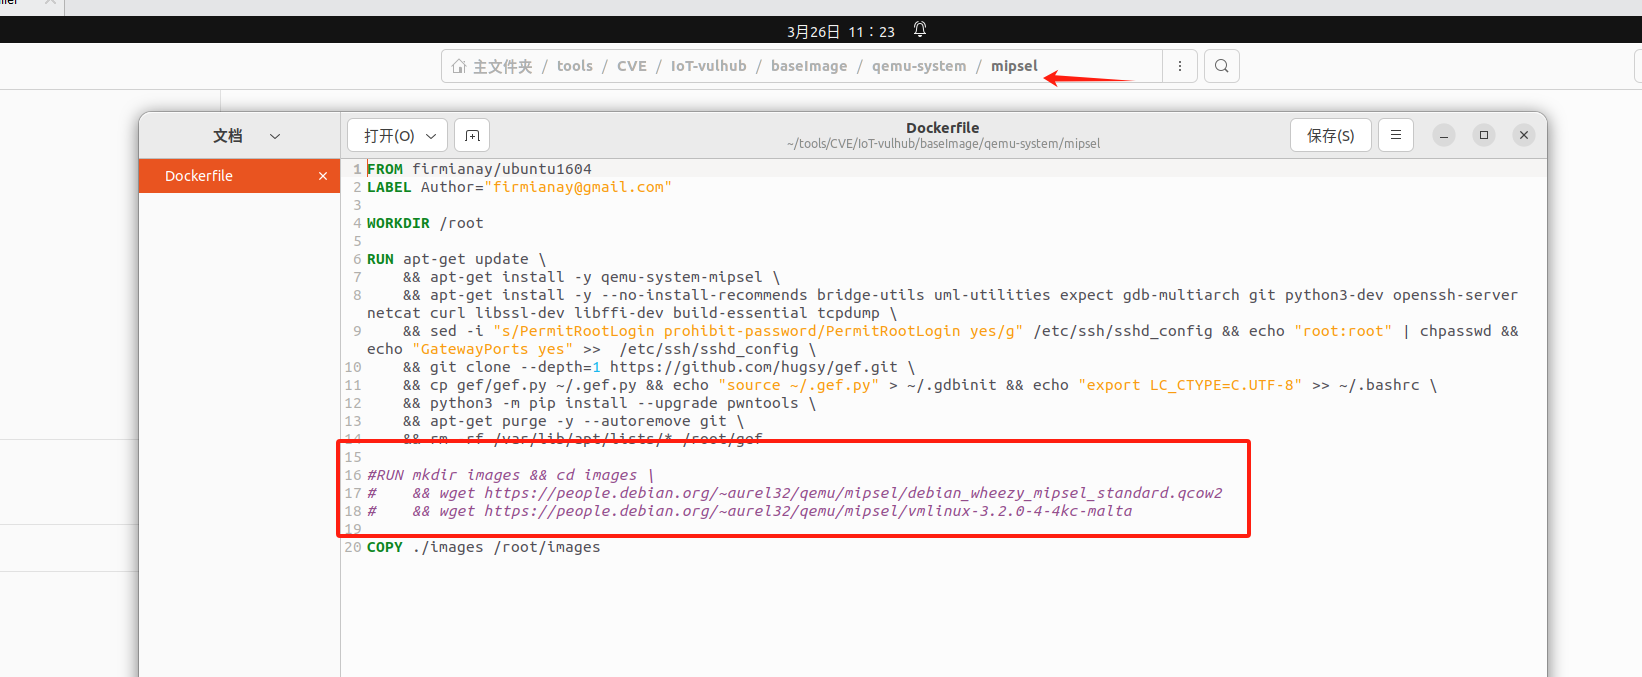 3月26日 11：23
主文件夹 / tools / CVE / IoT-vulhub / baseImage / qemu-system / mipsel
文档
打开(O)
Dockerfile
~/tools/CVE/IoT-vulhub/baseImage/qemu-system/mipsel
保存(S)
Dockerfile
1 FROM firmianay/ubuntu1604
2 LABEL Author="firmianay@gmail.com"
3
4 WORKDIR /root
5
6 RUN apt-get update \
7     && apt-get install -y qemu-system-mipsel \
8     && apt-get install -y --no-install-recommends bridge-utils uml-utilities expect gdb-multiarch git python3-dev openssh-server
netcat curl libssl-dev libffi-dev build-essential tcpdump \
9     && sed -i "s/PermitRootLogin prohibit-password/PermitRootLogin yes/g" /etc/ssh/sshd_config && echo "root:root" | chpasswd &&
echo "GatewayPorts yes" >>  /etc/ssh/sshd_config \
10     && git clone --depth=1 https://github.com/hugsy/gef.git \
11     && cp gef/gef.py ~/.gef.py && echo "source ~/.gef.py" > ~/.gdbinit && echo "export LC_CTYPE=C.UTF-8" >> ~/.bashrc \
12     && python3 -m pip install --upgrade pwntools \
13     && apt-get purge -y --autoremove git \
14     && rm -rf /var/lib/apt/lists/* /root/gef
15
16 #RUN mkdir images && cd images \
17 #    && wget https://people.debian.org/~aurel32/qemu/mipsel/debian_wheezy_mipsel_standard.qcow2
18 #    && wget https://people.debian.org/~aurel32/qemu/mipsel/vmlinux-3.2.0-4-4kc-malta
19
20 COPY ./images /root/images